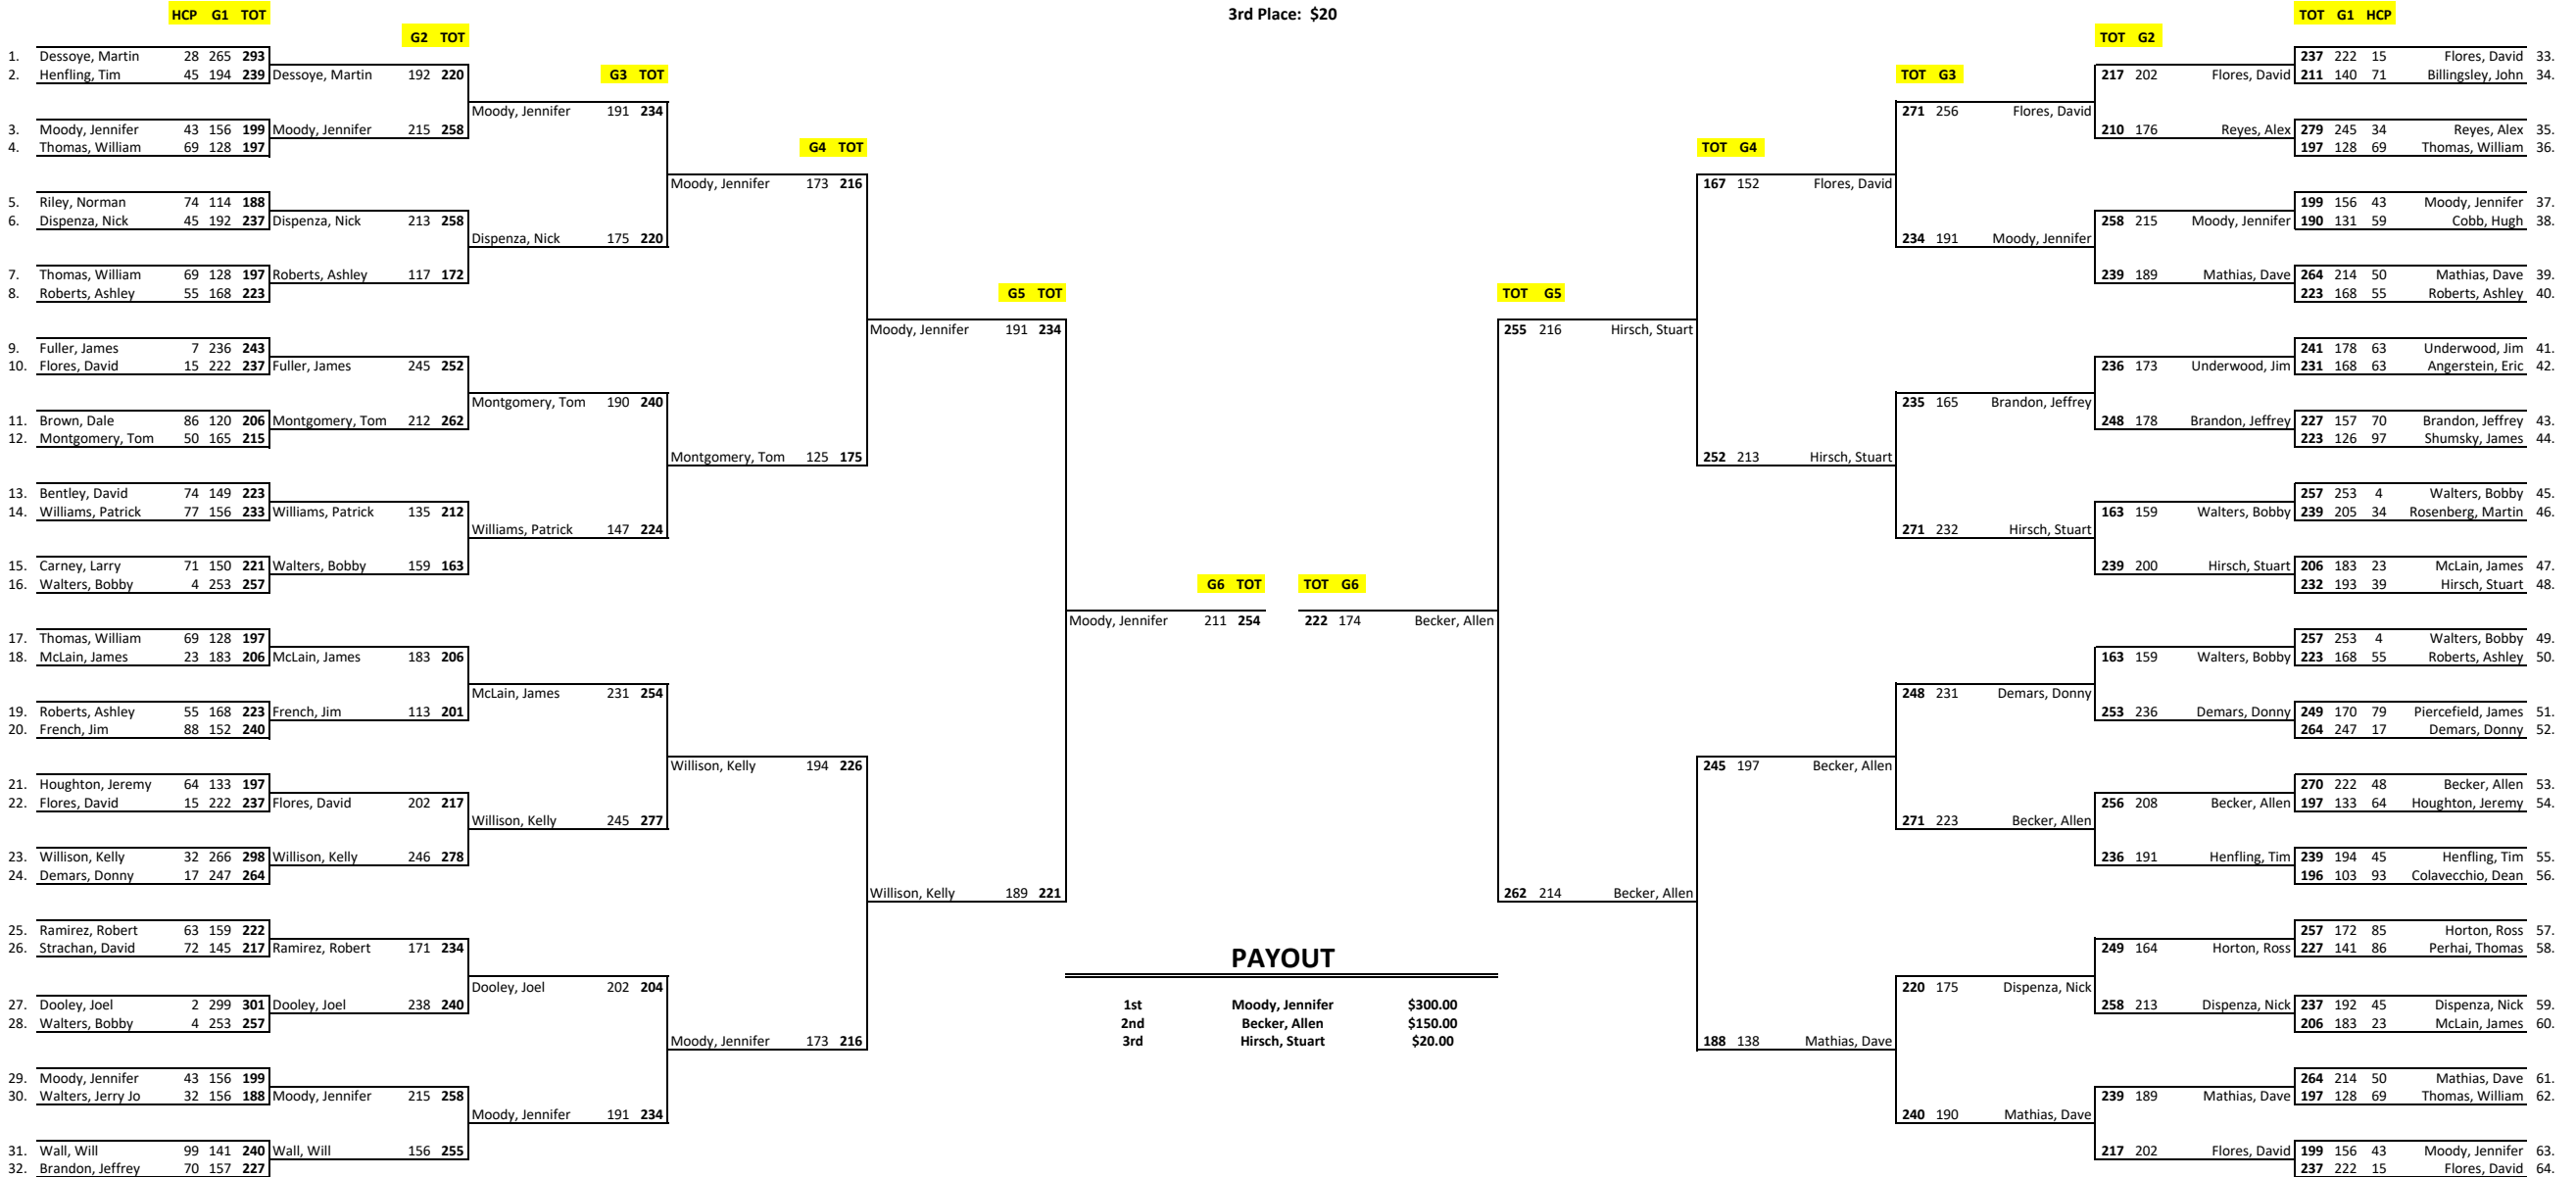 HCP G1 TOT 3rd Place: $20 TOT G1 HCP
G2 TOT TOT G2
1. Dessoye, Martin 28 265 293 237 222 15 Flores, David 33.
2. Henfling, Tim 45 194 239 Dessoye, Martin 192 220 G3 TOT TOT G3 217 202 Flores, David 211 140 71 Billingsley, John 34.
Moody, Jennifer 191 234 271 256 Flores, David
3. Moody, Jennifer 43 156 199 Moody, Jennifer 215 258 210 176 Reyes, Alex 279 245 34 Reyes, Alex 35.
4. Thomas, William 69 128 197 G4 TOT TOT G4 197 128 69 Thomas, William 36.
Moody, Jennifer 173 216 167 152 Flores, David
5. Riley, Norman 74 114 188 199 156 43 Moody, Jennifer 37.
6. Dispenza, Nick 45 192 237 Dispenza, Nick 213 258 258 215 Moody, Jennifer 190 131 59 Cobb, Hugh 38.
Dispenza, Nick 175 220 234 191 Moody, Jennifer
7. Thomas, William 69 128 197 Roberts, Ashley 117 172 239 189 Mathias, Dave 264 214 50 Mathias, Dave 39.
8. Roberts, Ashley 55 168 223 G5 TOT TOT G5 223 168 55 Roberts, Ashley 40.
Moody, Jennifer 191 234 255 216 Hirsch, Stuart
9. Fuller, James 7 236 243 241 178 63 Underwood, Jim 41.
10. Flores, David 15 222 237 Fuller, James 245 252 236 173 Underwood, Jim 231 168 63 Angerstein, Eric 42.
Montgomery, Tom 190 240 235 165 Brandon, Jeffrey
11. Brown, Dale 86 120 206 Montgomery, Tom 212 262 248 178 Brandon, Jeffrey 227 157 70 Brandon, Jeffrey 43.
12. Montgomery, Tom 50 165 215 223 126 97 Shumsky, James 44.
Montgomery, Tom 125 175 252 213 Hirsch, Stuart
13. Bentley, David 74 149 223 257 253 4 Walters, Bobby 45.
14. Williams, Patrick 77 156 233 Williams, Patrick 135 212 163 159 Walters, Bobby 239 205 34 Rosenberg, Martin 46.
Williams, Patrick 147 224 271 232 Hirsch, Stuart
15. Carney, Larry 71 150 221 Walters, Bobby 159 163 239 200 Hirsch, Stuart 206 183 23 McLain, James 47.
16. Walters, Bobby 4 253 257 G6 TOT TOT G6 232 193 39 Hirsch, Stuart 48.
Moody, Jennifer 211 254 222 174 Becker, Allen
17. Thomas, William 69 128 197 257 253 4 Walters, Bobby 49.
18. McLain, James 23 183 206 McLain, James 183 206 163 159 Walters, Bobby 223 168 55 Roberts, Ashley 50.
McLain, James 231 254 248 231 Demars, Donny
19. Roberts, Ashley 55 168 223 French, Jim 113 201 253 236 Demars, Donny 249 170 79 Piercefield, James 51.
20. French, Jim 88 152 240 264 247 17 Demars, Donny 52.
Willison, Kelly 194 226 245 197 Becker, Allen
21. Houghton, Jeremy 64 133 197 270 222 48 Becker, Allen 53.
22. Flores, David 15 222 237 Flores, David 202 217 256 208 Becker, Allen 197 133 64 Houghton, Jeremy 54.
Willison, Kelly 245 277 271 223 Becker, Allen
23. Willison, Kelly 32 266 298 Willison, Kelly 246 278 236 191 Henfling, Tim 239 194 45 Henfling, Tim 55.
24. Demars, Donny 17 247 264 196 103 93 Colavecchio, Dean 56.
Willison, Kelly 189 221 262 214 Becker, Allen
25. Ramirez, Robert 63 159 222 257 172 85 Horton, Ross 57.
26. Strachan, David 72 145 217 Ramirez, Robert 171 234 249 164 Horton, Ross 227 141 86 Perhai, Thomas 58.
PAYOUT
Dooley, Joel 202 204 220 175 Dispenza, Nick
27. Dooley, Joel 2 299 301 Dooley, Joel 238 240 1st Moody, Jennifer $300.00 258 213 Dispenza, Nick 237 192 45 Dispenza, Nick 59.
28. Walters, Bobby 4 253 257 2nd Becker, Allen $150.00 206 183 23 McLain, James 60.
Moody, Jennifer 173 216 3rd Hirsch, Stuart $20.00 188 138 Mathias, Dave
29. Moody, Jennifer 43 156 199 264 214 50 Mathias, Dave 61.
30. Walters, Jerry Jo 32 156 188 Moody, Jennifer 215 258 239 189 Mathias, Dave 197 128 69 Thomas, William 62.
Moody, Jennifer 191 234 240 190 Mathias, Dave
31. Wall, Will 99 141 240 Wall, Will 156 255 217 202 Flores, David 199 156 43 Moody, Jennifer 63.
32. Brandon, Jeffrey 70 157 227 237 222 15 Flores, David 64.